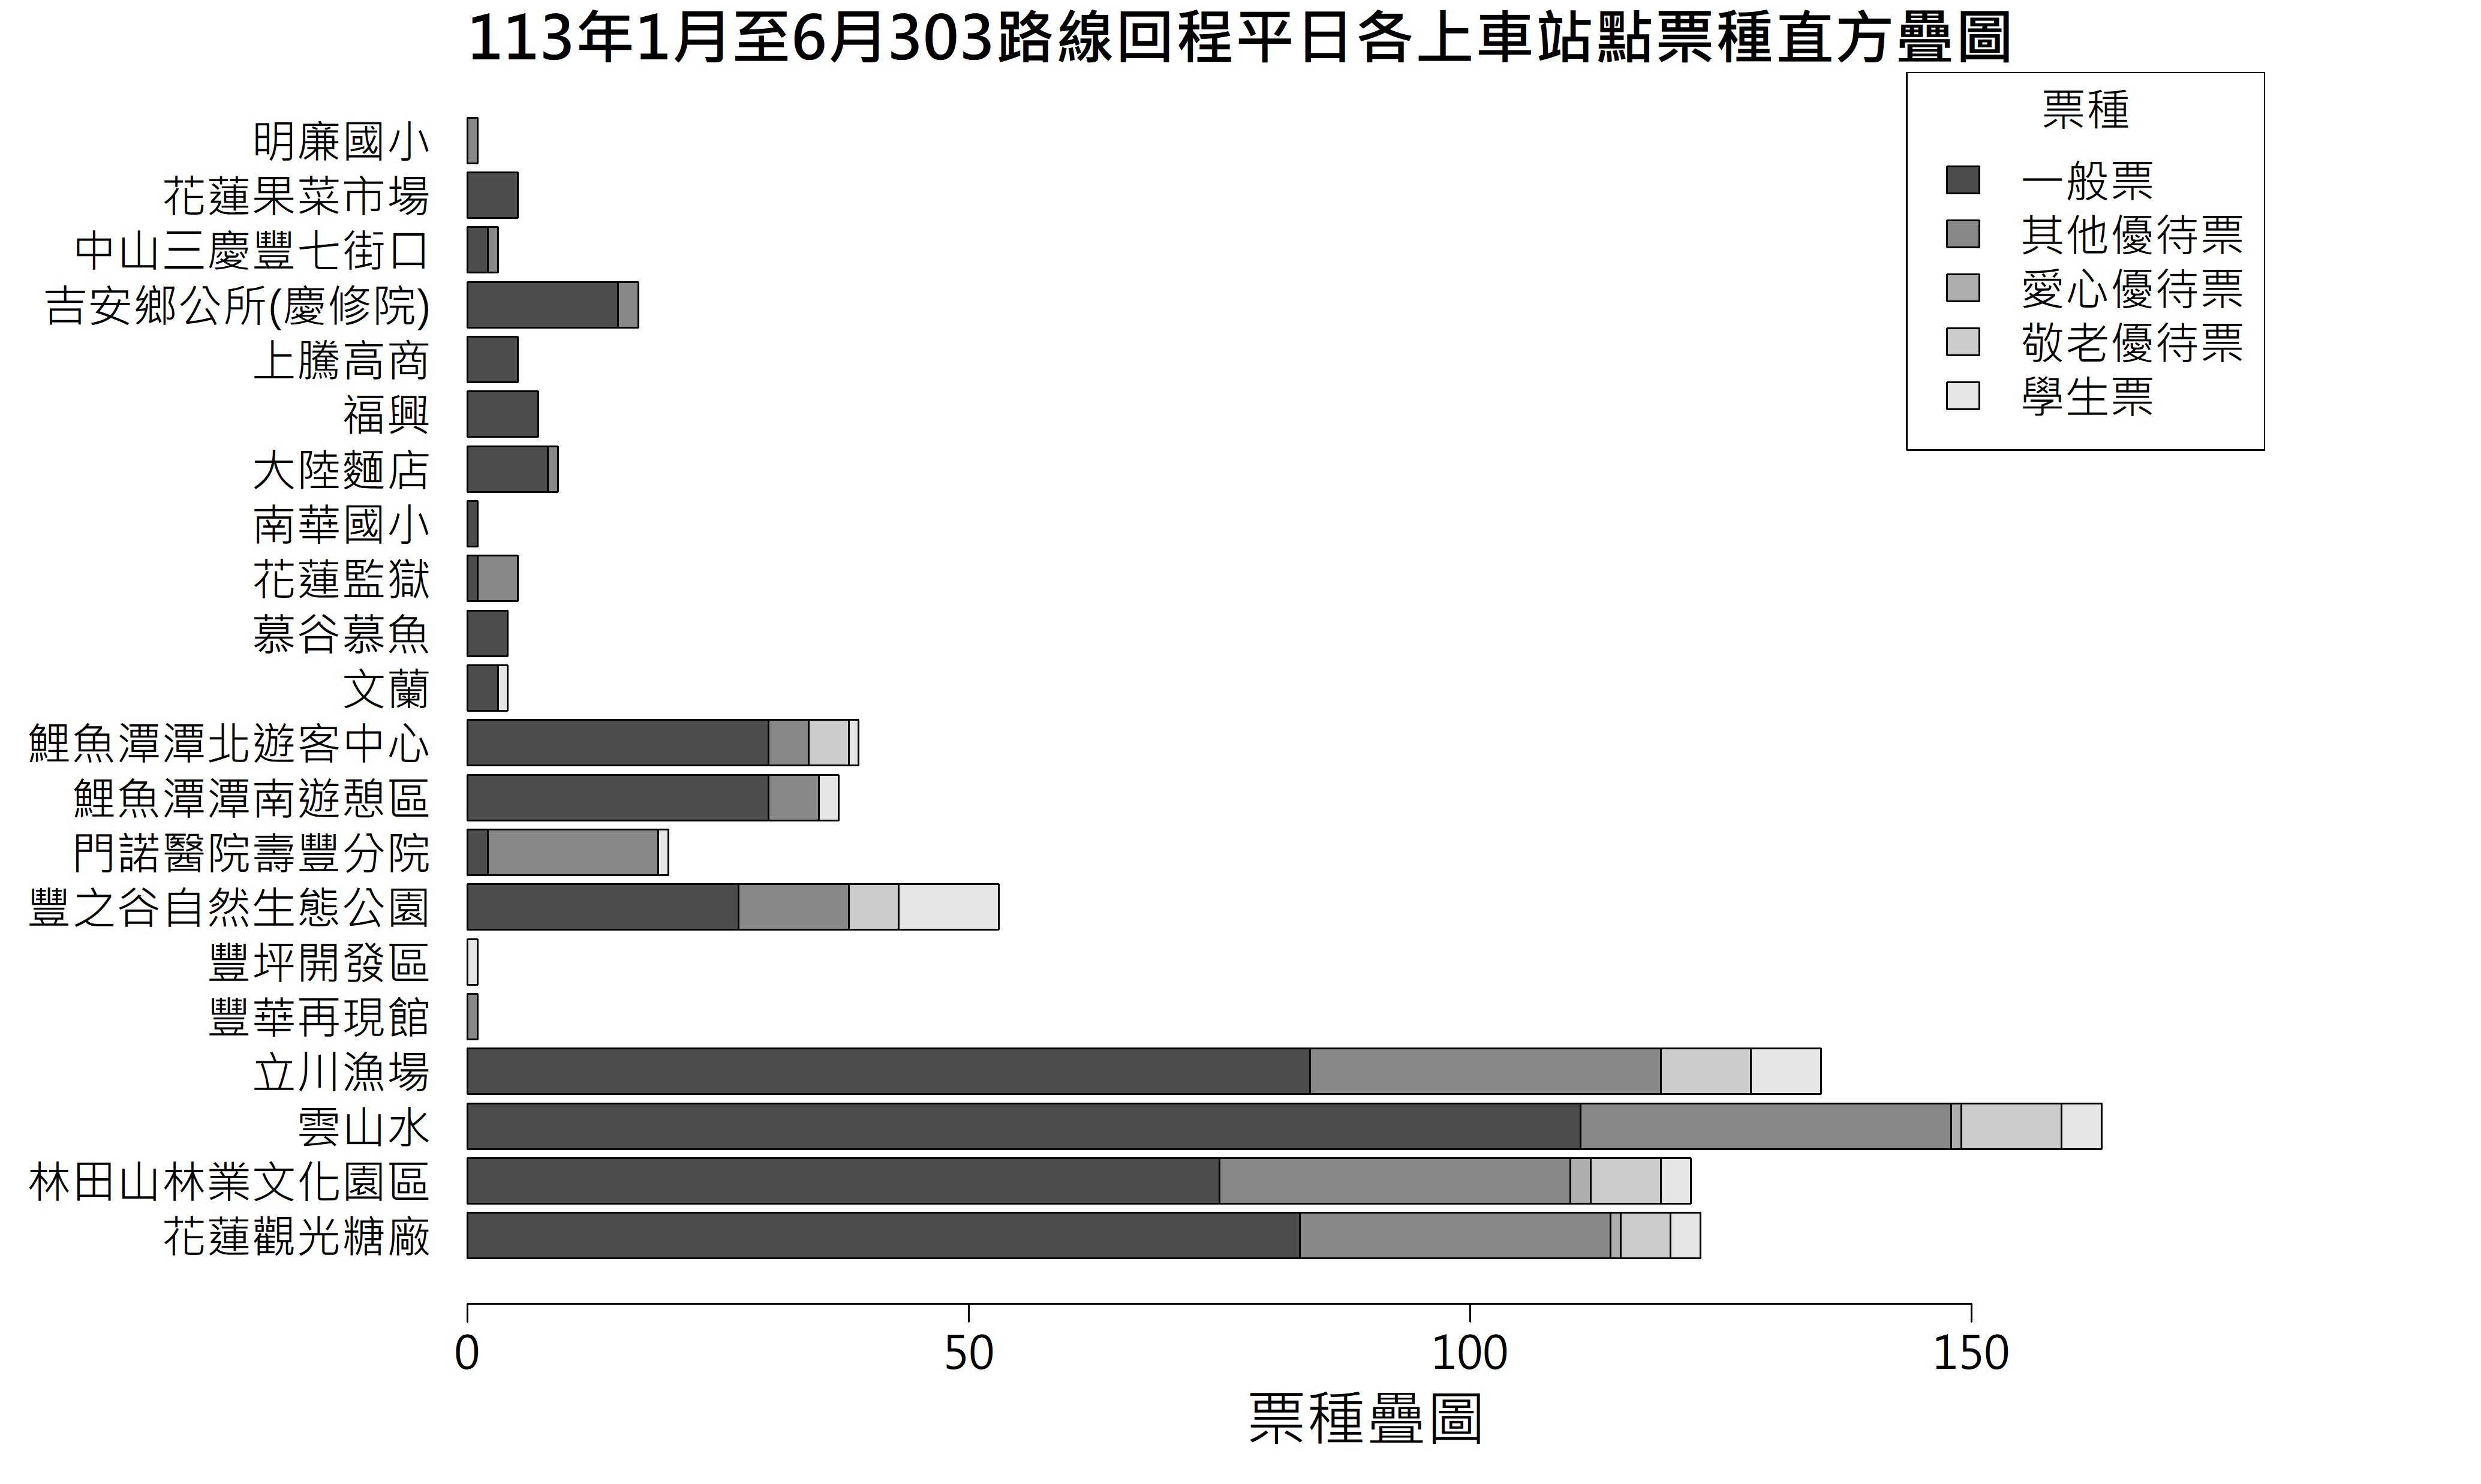 113年1月至6月303路線回程平日各上車站點票種直方疊圖
票種
一般票
其他優待票
愛心優待票
敬老優待票
學生票
明廉國小
花蓮果菜市場
中山三慶豐七街口
吉安鄉公所(慶修院)
上騰高商
福興
大陸麵店
南華國小
花蓮監獄
慕谷慕魚
文蘭
鯉魚潭潭北遊客中心
鯉魚潭潭南遊憩區
門諾醫院壽豐分院
豐之谷自然生態公園
豐坪開發區
豐華再現館
立川漁場
雲山水
林田山林業文化園區
花蓮觀光糖廠
0 50 100 150
票種疊圖